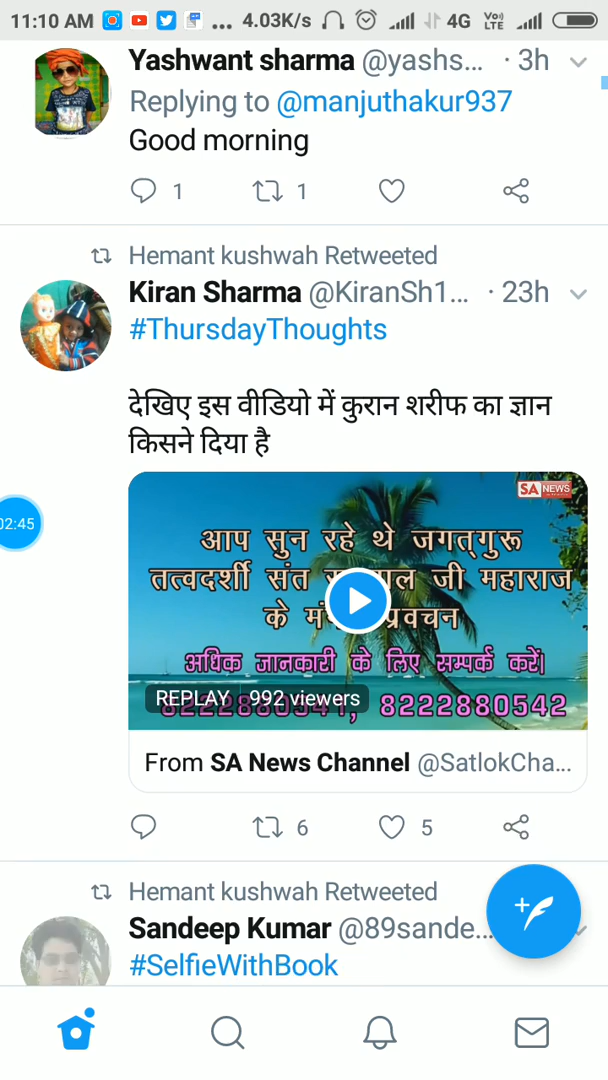 11:10 AM ... 4.03K/s 4G VoD LTE
Yashwant sharma @yashs... · 3h
Replying to @manjuthakur937
Good morning
1 1
Hemant kushwah Retweeted
Kiran Sharma @KiranSh1... · 23h
#ThursdayThoughts
देखिए इस वीडियो में कुरान शरीफ का ज्ञान
किसने दिया है
SA NEWS
02:45
आप सुन रहे थे जगत्गुरू
तत्वदर्शी संत जी महाराज
के प्रवचन
अधिक जानकारी के लिए सम्पर्क करें।
REPLAY 992 viewers
8222880541, 8222880542
From SA News Channel @SatlokCha...
6 5
Hemant kushwah Retweeted
Sandeep Kumar @89sande...
#SelfieWithBook